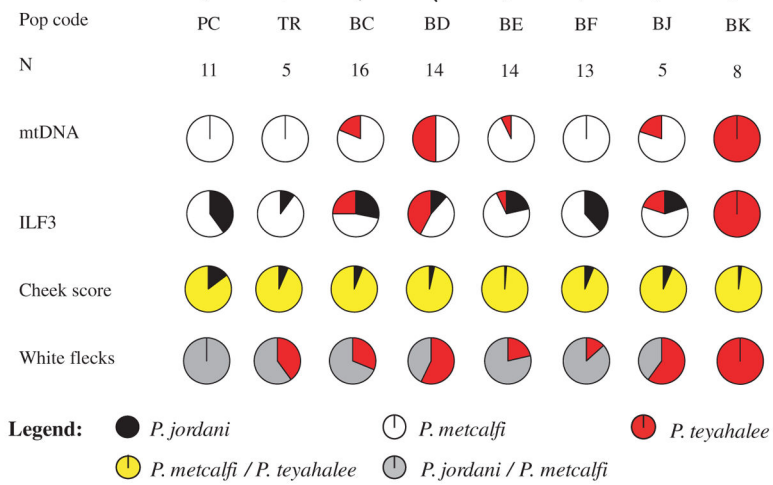 Pop code PC TR BC BD BE BF BJ BK
N 11 5 16 14 14 13 5 8
mtDNA
ILF3
Cheek score
White flecks
Legend: P. jordani P. metcalfi P. teyahalee
P. metcalfi / P. teyahalee P. jordani / P. metcalfi